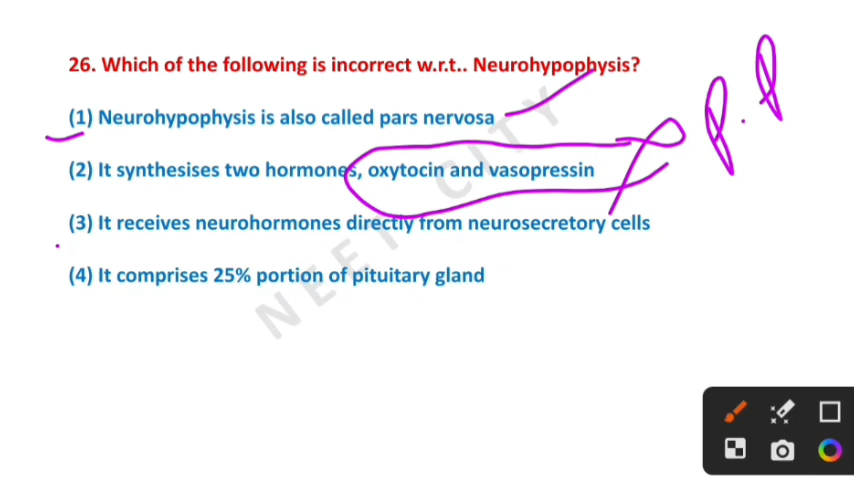 26. Which of the following is incorrect w.r.t.. Neurohypophysis?
(1) Neurohypophysis is also called pars nervosa
(2) It synthesises two hormones, oxytocin and vasopressin
(3) It receives neurohormones directly from neurosecretory cells
(4) It comprises 25% portion of pituitary gland
NEET CITY
P.P